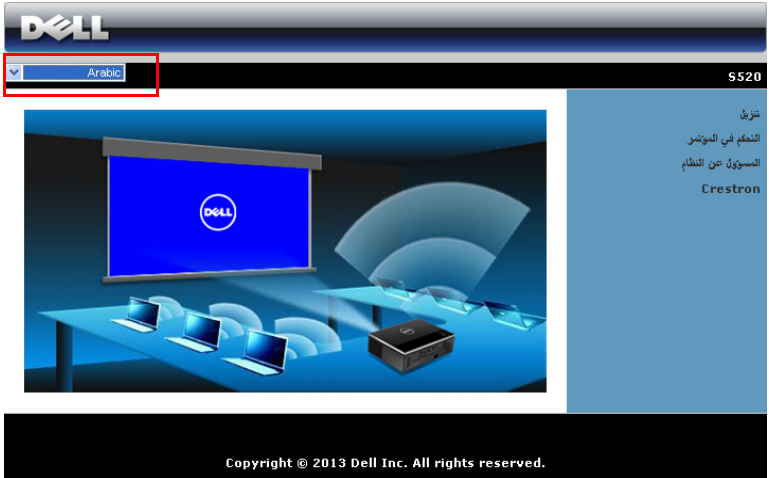 DELL
Arabic
S520
تنزيل
التحكم في المؤتمر
المسؤول عن النظام
Crestron
DELL
DELL
Copyright © 2013 Dell Inc. All rights reserved.